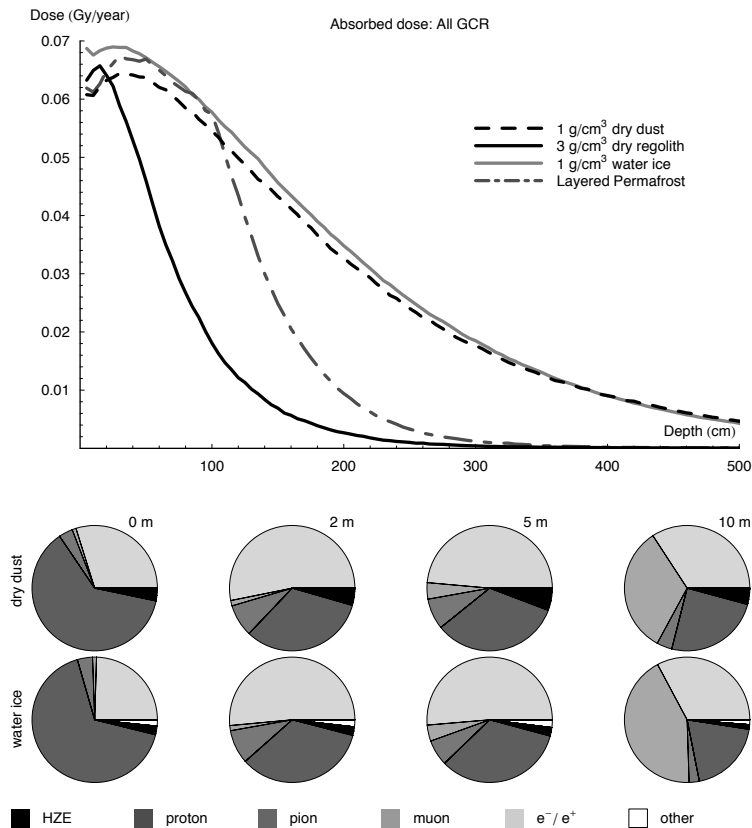 Dose (Gy/year)
Absorbed dose: All GCR
0.07
0.06
0.05
0.04
0.03
0.02
0.01
1 g/cm³ dry dust
3 g/cm³ dry regolith
1 g/cm³ water ice
Layered Permafrost
Depth (cm)
100 200 300 400 500
0 m 2 m 5 m 10 m
dry dust
water ice
HZE proton pion muon e⁻/ e⁺ other